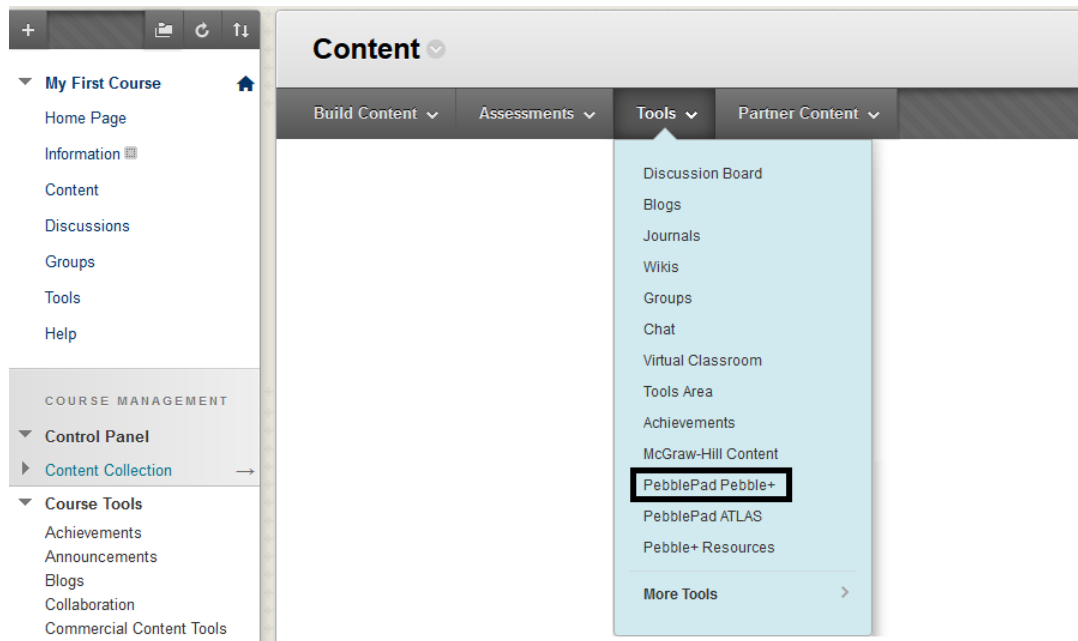 My First Course
Home Page
Information
Content
Discussions
Groups
Tools
Help
COURSE MANAGEMENT
Control Panel
Content Collection
Course Tools
Achievements
Announcements
Blogs
Collaboration
Commercial Content Tools
Content
Build Content
Assessments
Tools
Partner Content
Discussion Board
Blogs
Journals
Wikis
Groups
Chat
Virtual Classroom
Tools Area
Achievements
McGraw-Hill Content
PebblePad Pebble+
PebblePad ATLAS
Pebble+ Resources
More Tools